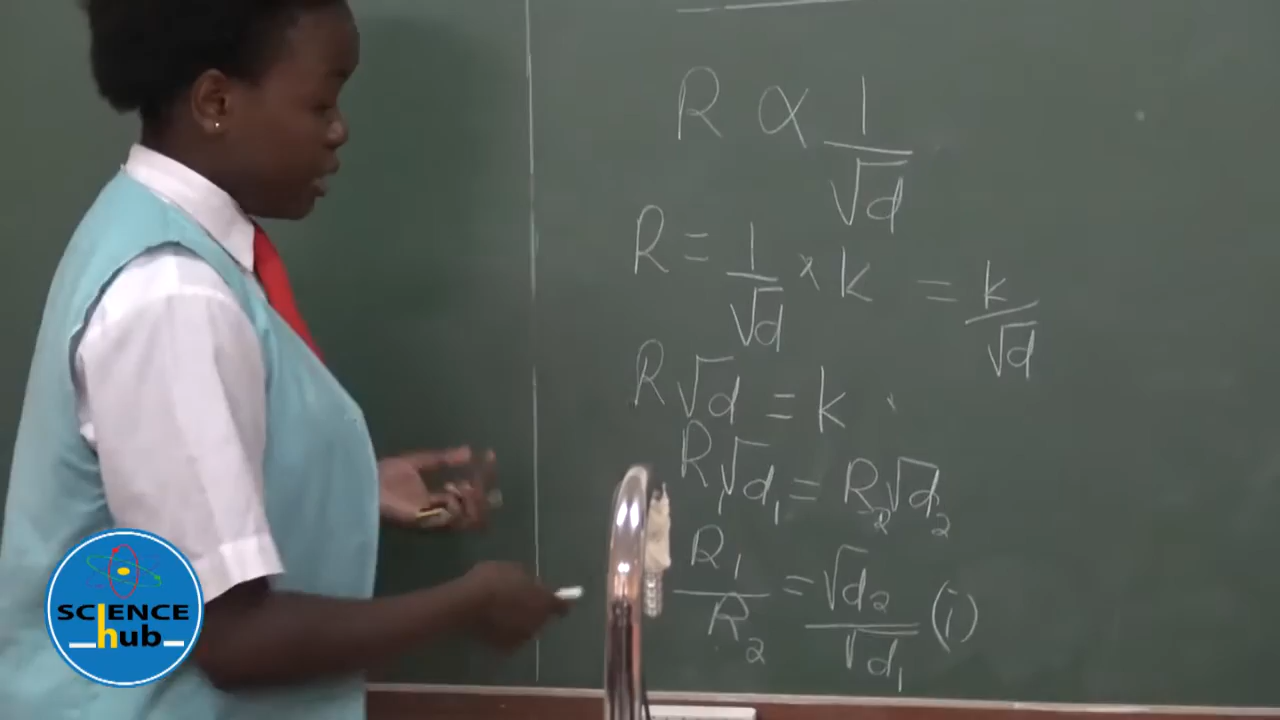 R ∝ 1/√d
R = 1/√d × k = k/√d
R√d = k
R₁√d₁ = R₂√d₂
R₁/R₂ = √d₂/√d₁ (i)
SCIENCE
hub